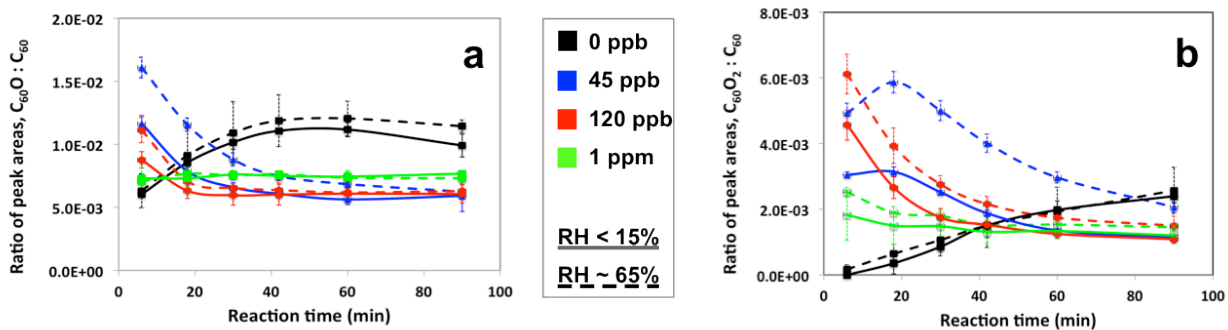 Ratio of peak areas, C₆₀O : C₆₀
2.0E-02
1.5E-02
1.0E-02
5.0E-03
0.0E+00
0 20 40 60 80 100
Reaction time (min)
a
0 ppb
45 ppb
120 ppb
1 ppm
RH < 15%
RH ~ 65%
Ratio of peak areas, C₆₀O₂ : C₆₀
8.0E-03
6.0E-03
4.0E-03
2.0E-03
0.0E+00
0 20 40 60 80 100
Reaction time (min)
b